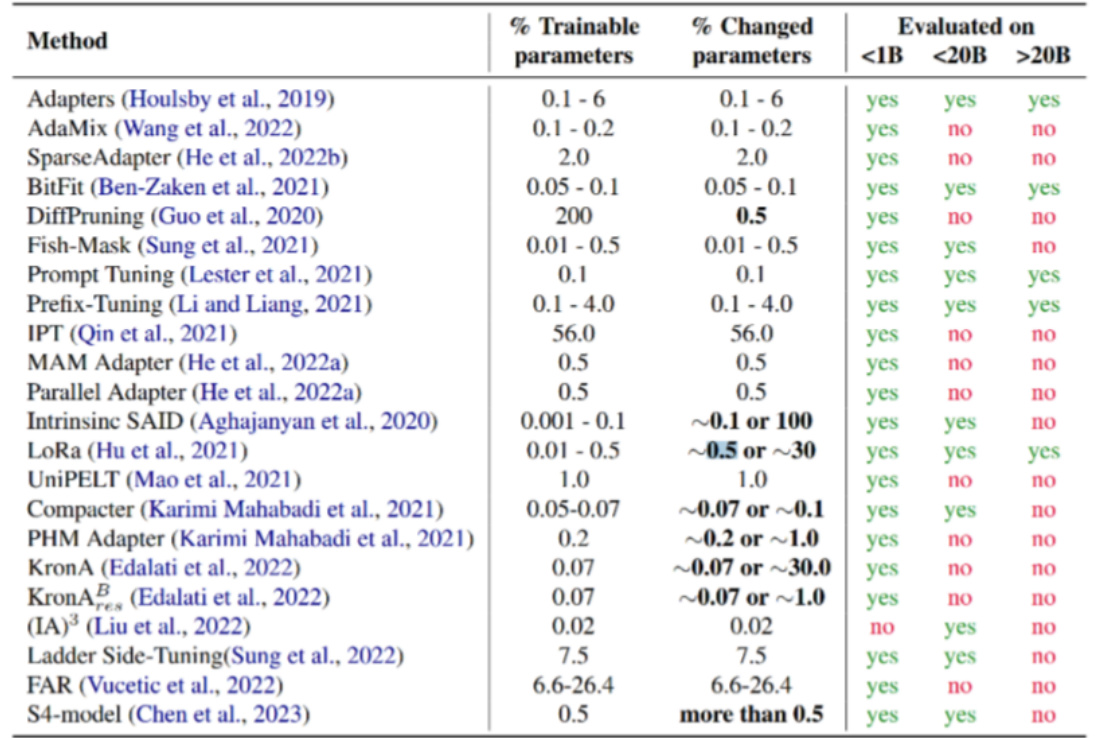 Method % Trainable parameters % Changed parameters Evaluated on <1B <20B >20B
Adapters (Houlsby et al., 2019) 0.1 - 6 0.1 - 6 yes yes yes
AdaMix (Wang et al., 2022) 0.1 - 0.2 0.1 - 0.2 yes no no
SparseAdapter (He et al., 2022b) 2.0 2.0 yes no no
BitFit (Ben-Zaken et al., 2021) 0.05 - 0.1 0.05 - 0.1 yes yes yes
DiffPruning (Guo et al., 2020) 200 0.5 yes no no
Fish-Mask (Sung et al., 2021) 0.01 - 0.5 0.01 - 0.5 yes yes no
Prompt Tuning (Lester et al., 2021) 0.1 0.1 yes yes yes
Prefix-Tuning (Li and Liang, 2021) 0.1 - 4.0 0.1 - 4.0 yes yes yes
IPT (Qin et al., 2021) 56.0 56.0 yes no no
MAM Adapter (He et al., 2022a) 0.5 0.5 yes no no
Parallel Adapter (He et al., 2022a) 0.5 0.5 yes no no
Intrinsinc SAID (Aghajanyan et al., 2020) 0.001 - 0.1 ~0.1 or 100 yes yes no
LoRa (Hu et al., 2021) 0.01 - 0.5 ~0.5 or ~30 yes yes yes
UniPELT (Mao et al., 2021) 1.0 1.0 yes no no
Compacter (Karimi Mahabadi et al., 2021) 0.05-0.07 ~0.07 or ~0.1 yes yes no
PHM Adapter (Karimi Mahabadi et al., 2021) 0.2 ~0.2 or ~1.0 yes no no
KronA (Edalati et al., 2022) 0.07 ~0.07 or ~30.0 yes no no
KronA^B_res (Edalati et al., 2022) 0.07 ~0.07 or ~1.0 yes no no
(IA)³ (Liu et al., 2022) 0.02 0.02 no yes no
Ladder Side-Tuning(Sung et al., 2022) 7.5 7.5 yes yes no
FAR (Vucetic et al., 2022) 6.6-26.4 6.6-26.4 yes no no
S4-model (Chen et al., 2023) 0.5 more than 0.5 yes yes no